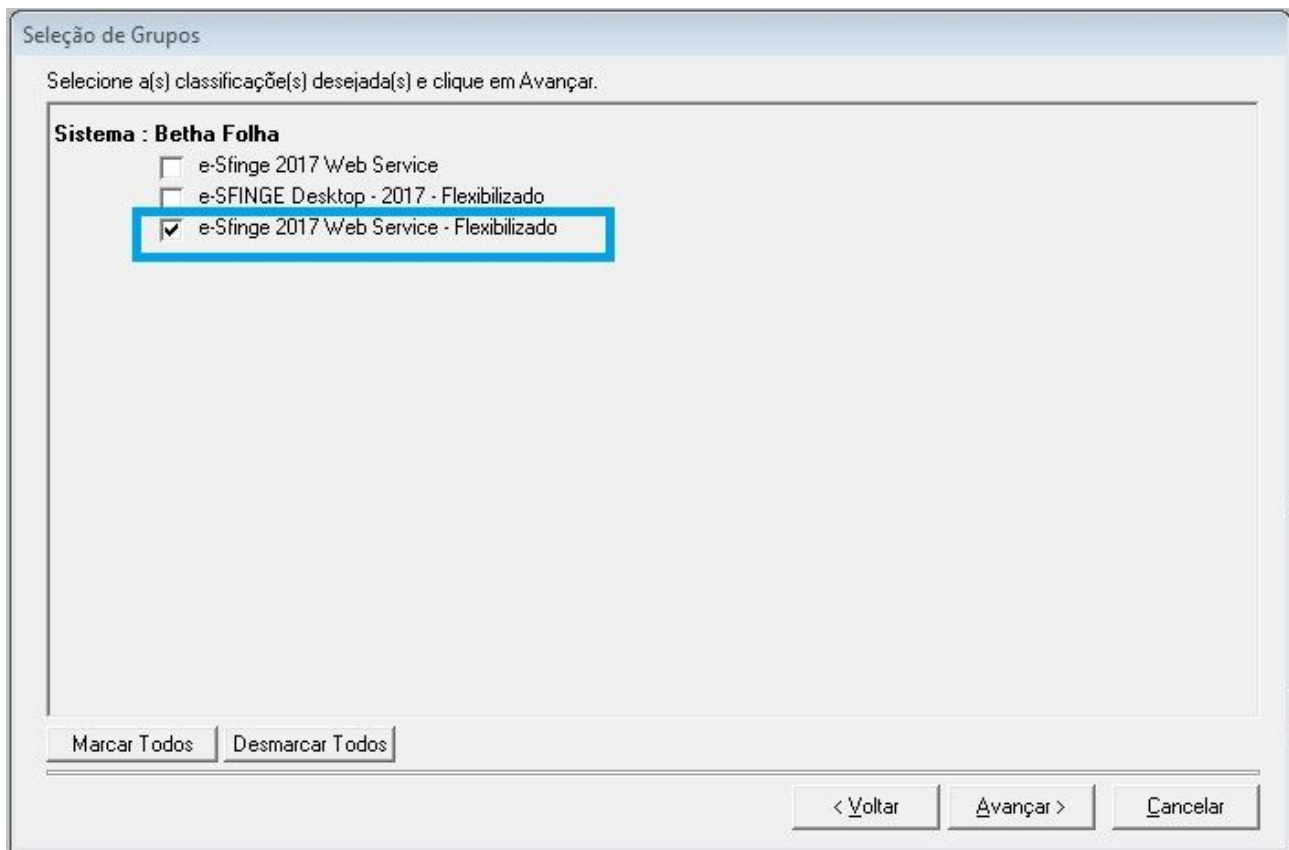 Seleção de Grupos
Selecione a(s) classificaçõe(s) desejada(s) e clique em Avançar.
Sistema : Betha Folha
e-Sfinge 2017 Web Service
e-SFINGE Desktop - 2017 - Flexibilizado
e-Sfinge 2017 Web Service - Flexibilizado
Marcar Todos Desmarcar Todos
< Voltar Avançar > Cancelar